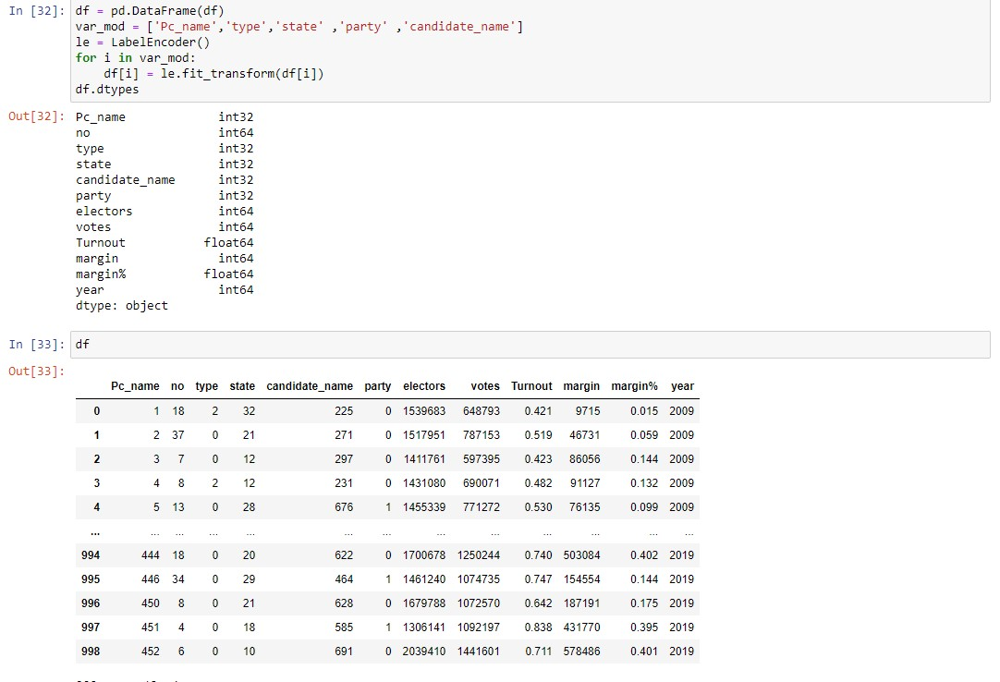 In [32]: df = pd.DataFrame(df)
var_mod = ['Pc_name','type','state' ,'party' ,'candidate_name']
le = LabelEncoder()
for i in var_mod:
    df[i] = le.fit_transform(df[i])
df.dtypes
Out[32]: Pc_name int32
no int64
type int32
state int32
candidate_name int32
party int32
electors int64
votes int64
Turnout float64
margin int64
margin% float64
year int64
dtype: object
In [33]: df
Out[33]:
Pc_name no type state candidate_name party electors votes Turnout margin margin% year
0 1 18 2 32 225 0 1539683 648793 0.421 9715 0.015 2009
1 2 37 0 21 271 0 1517951 787153 0.519 46731 0.059 2009
2 3 7 0 12 297 0 1411761 597395 0.423 86056 0.144 2009
3 4 8 2 12 231 0 1431080 690071 0.482 91127 0.132 2009
4 5 13 0 28 676 1 1455339 771272 0.530 76135 0.099 2009
... ... ... ... ... ... ... ... ... ... ... ... ...
994 444 18 0 20 622 0 1700678 1250244 0.740 503084 0.402 2019
995 446 34 0 29 464 1 1461240 1074735 0.747 154554 0.144 2019
996 450 8 0 21 628 0 1679788 1072570 0.642 187191 0.175 2019
997 451 4 0 18 585 1 1306141 1092197 0.838 431770 0.395 2019
998 452 6 0 10 691 0 2039410 1441601 0.711 578486 0.401 2019